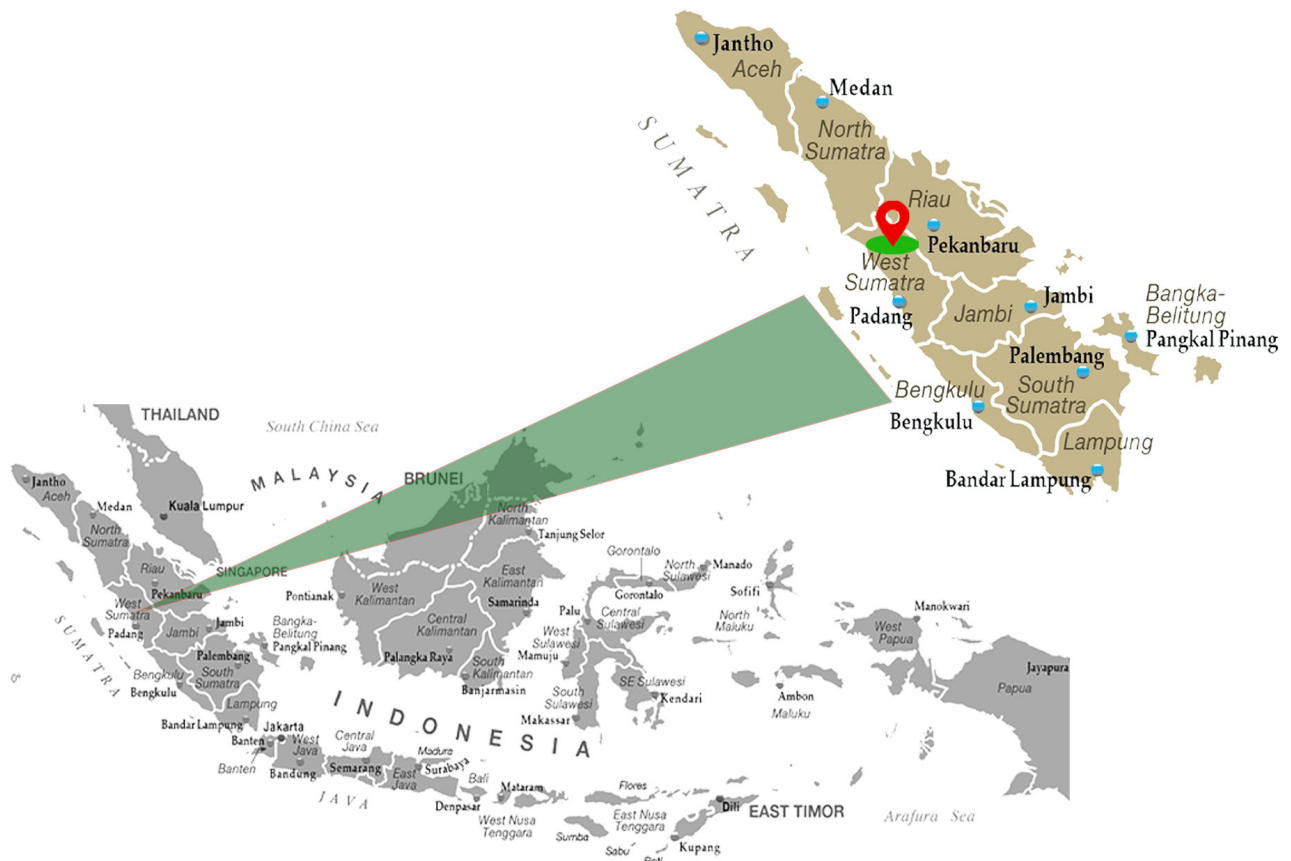 Jantho
Aceh
Medan
North
Sumatra
SUMATRA
Riau
Pekanbaru
West
Sumatra
Padang
Jambi
Jambi
Bangka-
Belitung
Pangkal Pinang
Palembang
South
Sumatra
Bengkulu
Bengkulu
Lampung
Bandar Lampung
THAILAND
South China Sea
MALAYSIA
BRUNEI
Jantho
Aceh
Medan
Kuala Lumpur
North
Sumatra
North
Kalimantan
Tanjung Selor
SINGAPORE
Riau
Pekanbaru
West
Sumatra
Padang
SUMATRA
Jambi
Jambi
Bangka-
Belitung
Pangkal Pinang
Palembang
South
Sumatra
Bengkulu
Bengkulu
Lampung
Bandar Lampung
0°
Pontianak
West
Kalimantan
East
Kalimantan
Samarinda
Central
Kalimantan
Palangka Raya
South
Kalimantan
Banjarmasin
Gorontalo
North
Sulawesi
Manado
Gorontalo
Sofifi
Palu
Central
Sulawesi
North
Maluku
West
Sulawesi
Mamuju
SE Sulawesi
Kendari
South
Sulawesi
Makassar
Ambon
Maluku
Manokwari
West
Papua
Jayapura
Papua
INDONESIA
Jakarta
Banten
Banten
West
Java
Bandung
Central
Java
Semarang
East
Java
Madura
Surabaya
JAVA
Bali
Denpasar
Mataram
West Nusa
Tenggara
Flores
Sumba
East Nusa
Tenggara
Sabu
Kupang
Dili
EAST TIMOR
Arafura Sea